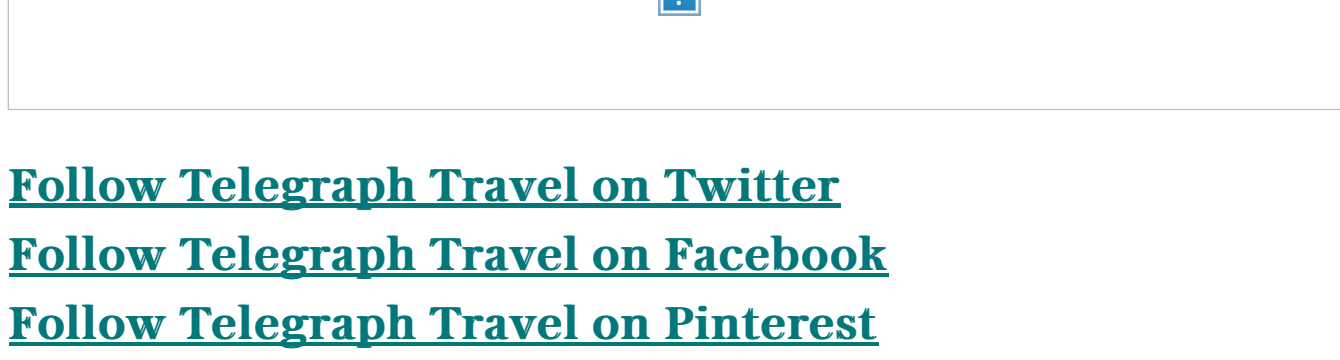 Follow Telegraph Travel on Twitter
Follow Telegraph Travel on Facebook
Follow Telegraph Travel on Pinterest